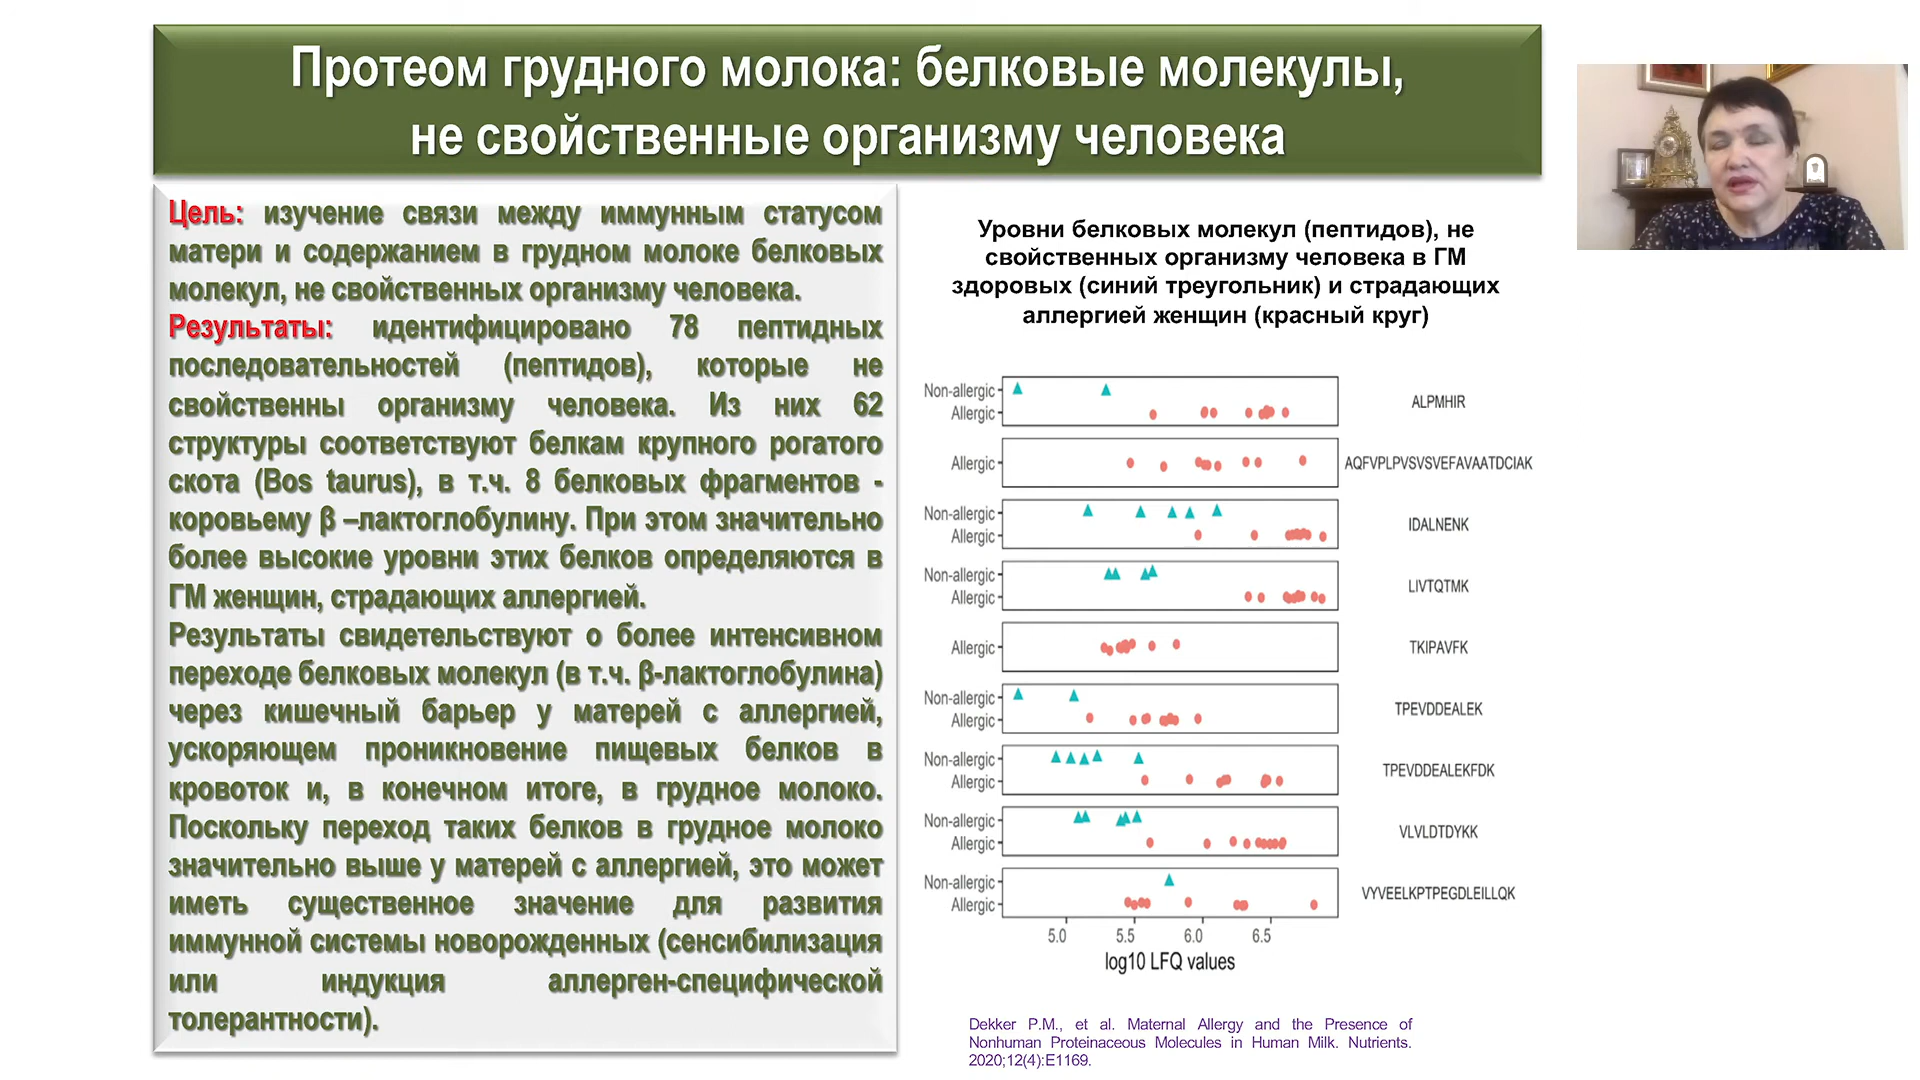 Протеом грудного молока: белковые молекулы,
не свойственные организму человека
Цель: изучение связи между иммунным статусом
матери и содержанием в грудном молоке белковых
молекул, не свойственных организму человека.
Результаты: идентифицировано 78 пептидных
последовательностей (пептидов), которые не
свойственны организму человека. Из них 62
структуры соответствуют белкам крупного рогатого
скота (Bos taurus), в т.ч. 8 белковых фрагментов -
коровьему β –лактоглобулину. При этом значительно
более высокие уровни этих белков определяются в
ГМ женщин, страдающих аллергией.
Результаты свидетельствуют о более интенсивном
переходе белковых молекул (в т.ч. β-лактоглобулина)
через кишечный барьер у матерей с аллергией,
ускоряющем проникновение пищевых белков в
кровоток и, в конечном итоге, в грудное молоко.
Поскольку переход таких белков в грудное молоко
значительно выше у матерей с аллергией, это может
иметь существенное значение для развития
иммунной системы новорожденных (сенсибилизация
или индукция аллерген-специфической
толерантности).
Уровни белковых молекул (пептидов), не
свойственных организму человека в ГМ
здоровых (синий треугольник) и страдающих
аллергией женщин (красный круг)
Non-allergic
Allergic
ALPMHIR
Allergic
AQFVPLPVSVSVEFAVAATDCIAK
Non-allergic
Allergic
IDALNENK
Non-allergic
Allergic
LIVTQTMK
Allergic
TKIPAVFK
Non-allergic
Allergic
TPEVDDEALEK
Non-allergic
Allergic
TPEVDDEALEKFDK
Non-allergic
Allergic
VLVLDTDYKK
Non-allergic
Allergic
VYVEELKPTPEGDLEILLQK
5.0 5.5 6.0 6.5
log10 LFQ values
Dekker P.M., et al. Maternal Allergy and the Presence of
Nonhuman Proteinaceous Molecules in Human Milk. Nutrients.
2020;12(4):E1169.